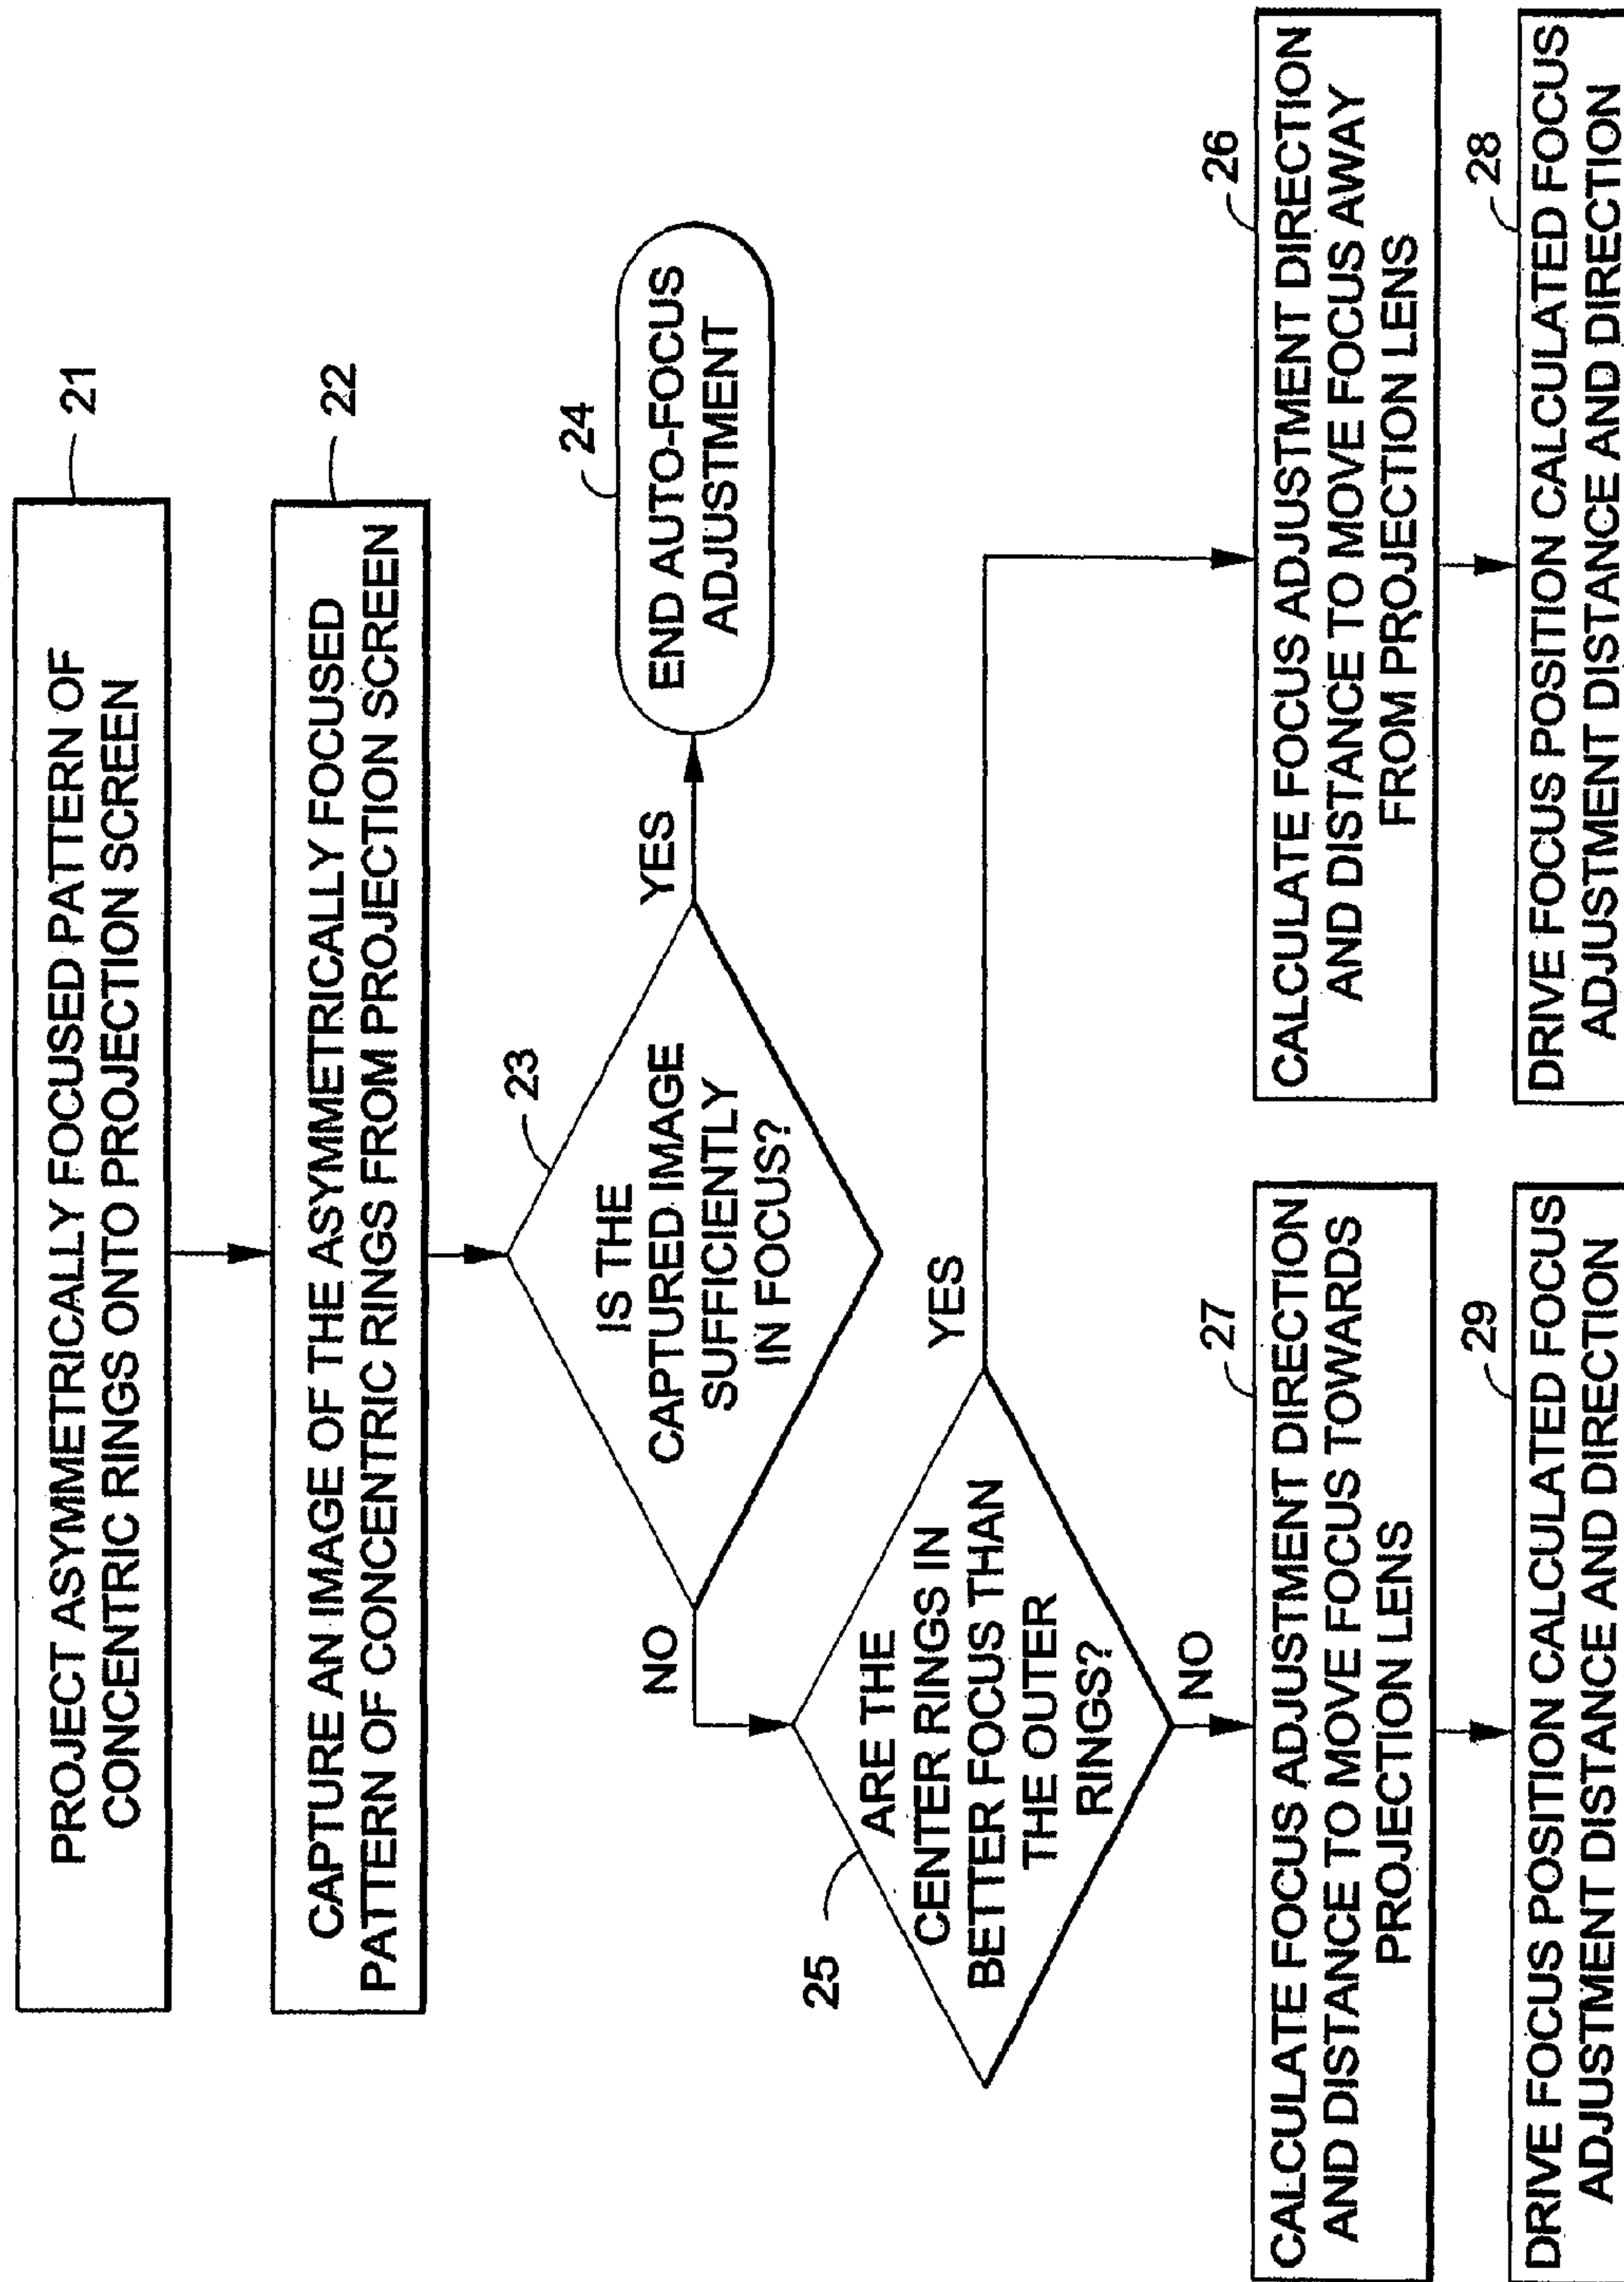 21
PROJECT ASYMETRICALLY FOCUSED PATTERN OF
CONCENTRIC RINGS ONTO PROJECTION SCREEN
22
CAPTURE AN IMAGE OF THE ASYMMETRICALLY FOCUSED
PATTERN OF CONCENTRIC RINGS FROM PROJECTION SCREEN
23
IS THE
CAPTURED IMAGE
SUFFICIENTLY
IN FOCUS?
YES
24
END AUTO-FOCUS
ADJUSTMENT
NO
25
ARE THE
CENTER RINGS IN
BETTER FOCUS THAN
THE OUTER
RINGS?
YES
NO
27
CALCULATE FOCUS ADJUSTMENT DIRECTION
AND DISTANCE TO MOVE FOCUS TOWARDS
PROJECTION LENS
26
CALCULATE FOCUS ADJUSTMENT DIRECTION
AND DISTANCE TO MOVE FOCUS AWAY
FROM PROJECTION LENS
29
DRIVE FOCUS POSITION CALCULATED FOCUS
ADJUSTMENT DISTANCE AND DIRECTION
28
DRIVE FOCUS POSITION CALCULATED FOCUS
ADJUSTMENT DISTANCE AND DIRECTION